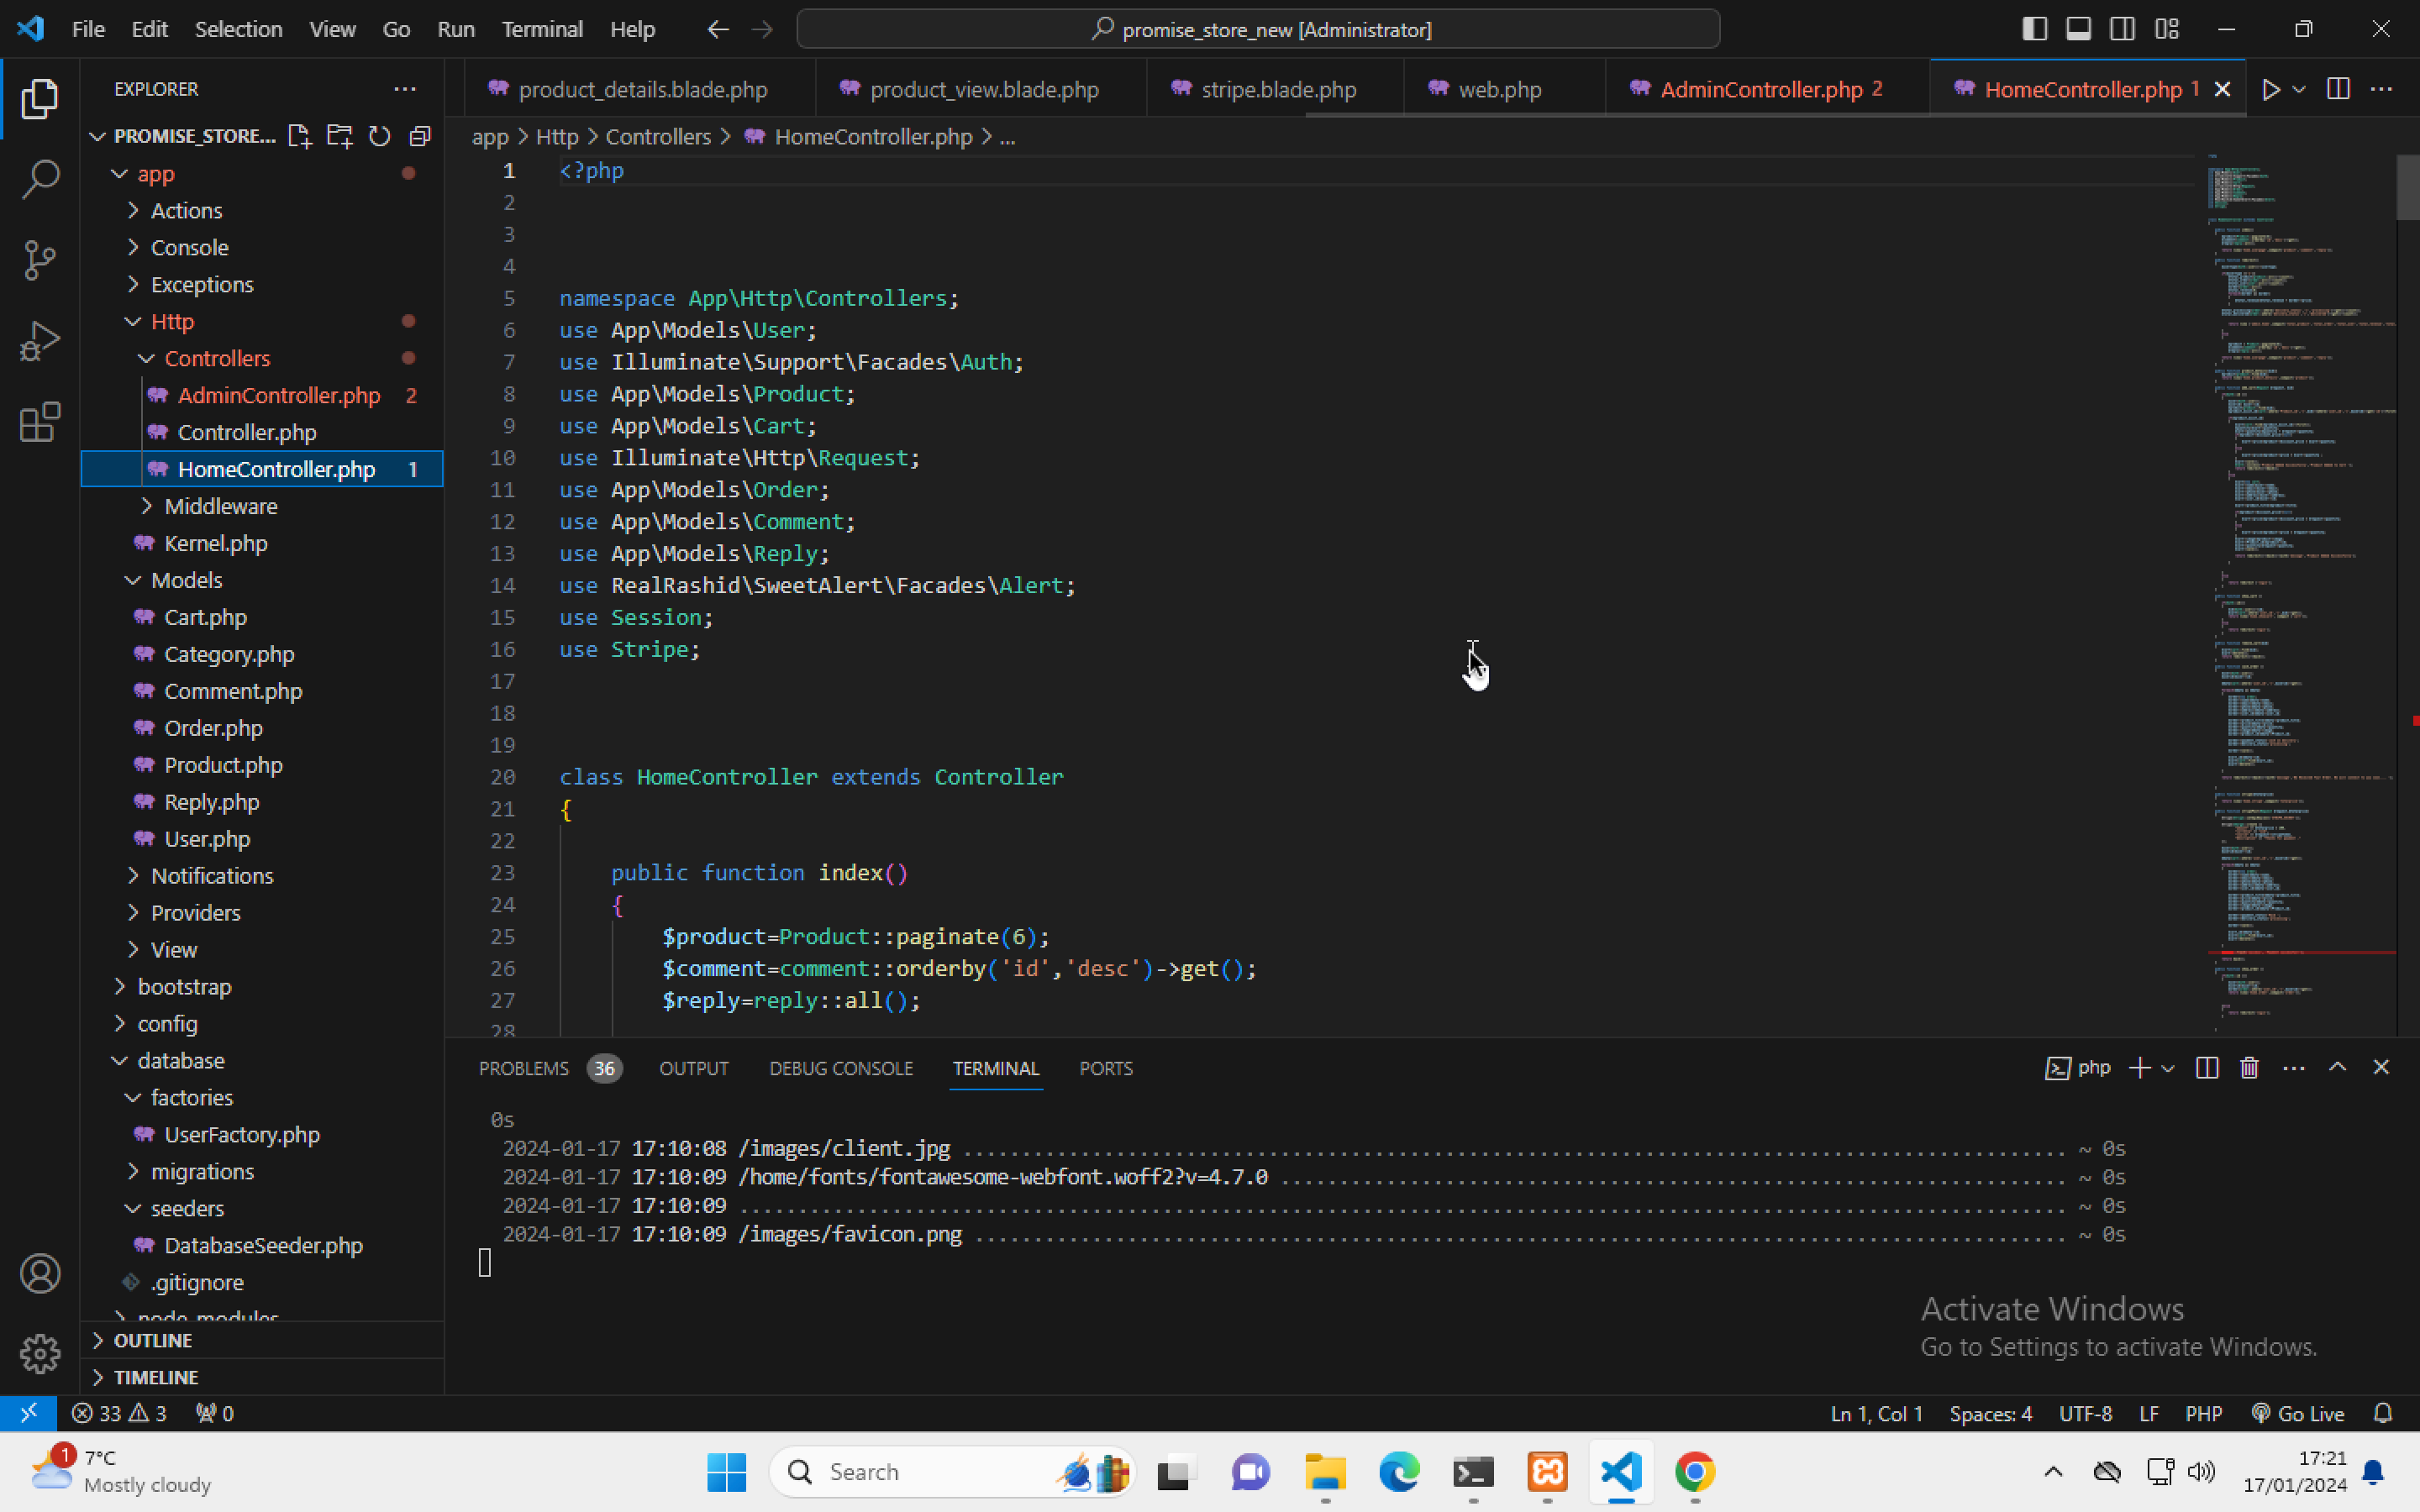 File Edit Selection View Go Run Terminal Help
promise_store_new [Administrator]
EXPLORER
product_details.blade.php
product_view.blade.php
stripe.blade.php
web.php
AdminController.php 2
HomeController.php 1
PROMISE_STORE...
app > Http > Controllers > HomeController.php > ...
app
Actions
Console
Exceptions
Http
Controllers
AdminController.php 2
Controller.php
HomeController.php 1
Middleware
Kernel.php
Models
Cart.php
Category.php
Comment.php
Order.php
Product.php
Reply.php
User.php
Notifications
Providers
View
bootstrap
config
database
factories
UserFactory.php
migrations
seeders
DatabaseSeeder.php
.gitignore
node_modules
OUTLINE
TIMELINE
1 <?php
2
3
4
5 namespace App\Http\Controllers;
6 use App\Models\User;
7 use Illuminate\Support\Facades\Auth;
8 use App\Models\Product;
9 use App\Models\Cart;
10 use Illuminate\Http\Request;
11 use App\Models\Order;
12 use App\Models\Comment;
13 use App\Models\Reply;
14 use RealRashid\SweetAlert\Facades\Alert;
15 use Session;
16 use Stripe;
17
18
19
20 class HomeController extends Controller
21 {
22
23 public function index()
24 {
25 $product=Product::paginate(6);
26 $comment=comment::orderby('id','desc')->get();
27 $reply=reply::all();
28
PROBLEMS 36 OUTPUT DEBUG CONSOLE TERMINAL PORTS
php
0s
2024-01-17 17:10:08 /images/client.jpg ~ 0s
2024-01-17 17:10:09 /home/fonts/fontawesome-webfont.woff2?v=4.7.0 ~ 0s
2024-01-17 17:10:09 ~ 0s
2024-01-17 17:10:09 /images/favicon.png ~ 0s
Activate Windows
Go to Settings to activate Windows.
33 3 0
Ln 1, Col 1 Spaces: 4 UTF-8 LF PHP Go Live
1
7°C
Mostly cloudy
Search
17:21
17/01/2024